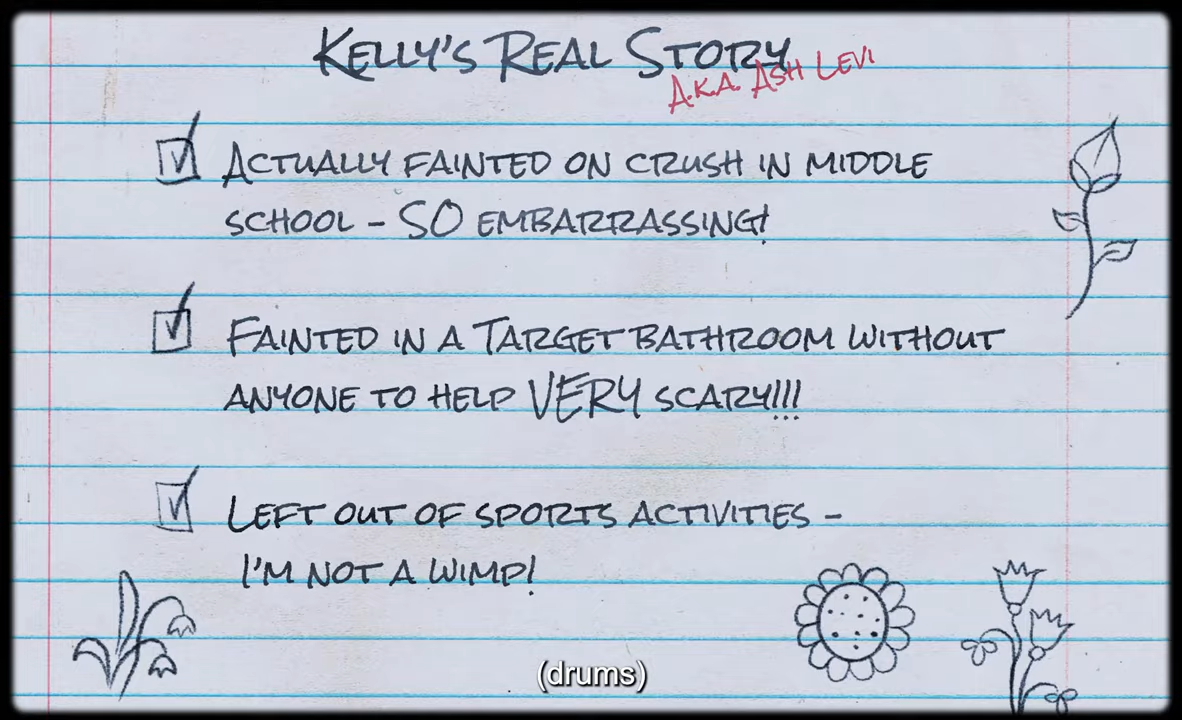 KELLY'S REAL STORY
A.K.A. ASH LEVI
ACTUALLY FAINTED ON CRUSH IN MIDDLE
SCHOOL – SO EMBARRASSING!
FAINTED IN A TARGET BATHROOM WITHOUT
ANYONE TO HELP VERY SCARY!!!
LEFT OUT OF SPORTS ACTIVITIES –
I'M NOT A WIMP!
(drums)